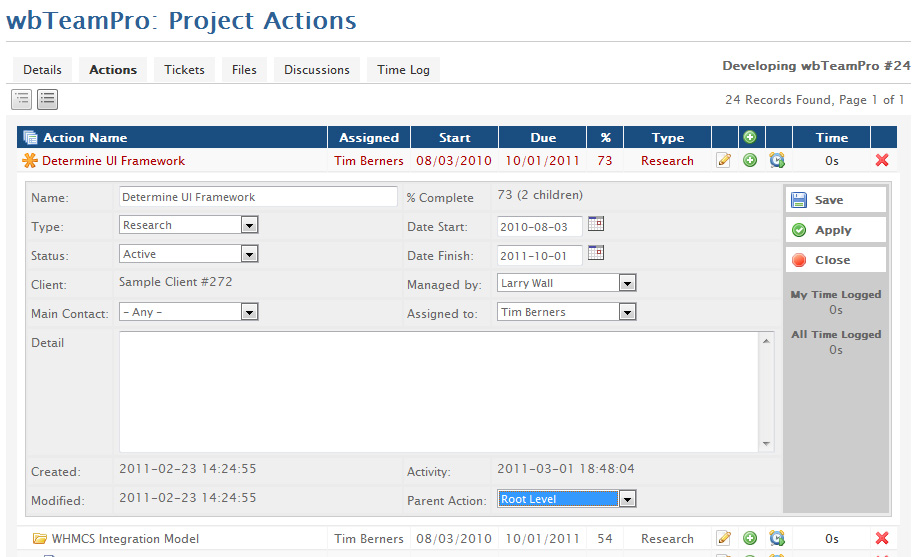 wbTeamPro: Project Actions
Details Actions Tickets Files Discussions Time Log Developing wbTeamPro #24
24 Records Found, Page 1 of 1
Action Name Assigned Start Due % Type Time
Determine UI Framework Tim Berners 08/03/2010 10/01/2011 73 Research 0s
Name: Determine UI Framework % Complete 73 (2 children) Save
Type: Research Date Start: 2010-08-03 Apply
Status: Active Date Finish: 2011-10-01 Close
Client: Sample Client #272 Managed by: Larry Wall
My Time Logged
0s
Main Contact: - Any - Assigned to: Tim Berners
All Time Logged
0s
Detail
Created: 2011-02-23 14:24:55 Activity: 2011-03-01 18:48:04
Modified: 2011-02-23 14:24:55 Parent Action: Root Level
WHMCS Integration Model Tim Berners 08/03/2010 10/01/2011 54 Research 0s